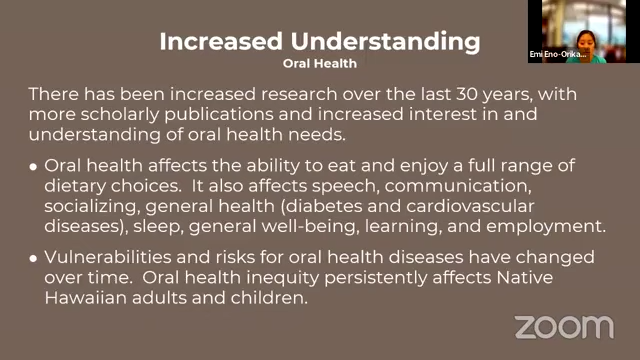 Increased Understanding
Oral Health
Emi Eno-Orika...
There has been increased research over the last 30 years, with
more scholarly publications and increased interest in and
understanding of oral health needs.
● Oral health affects the ability to eat and enjoy a full range of
dietary choices. It also affects speech, communication,
socializing, general health (diabetes and cardiovascular
diseases), sleep, general well-being, learning, and employment.
● Vulnerabilities and risks for oral health diseases have changed
over time. Oral health inequity persistently affects Native
Hawaiian adults and children.
zoom